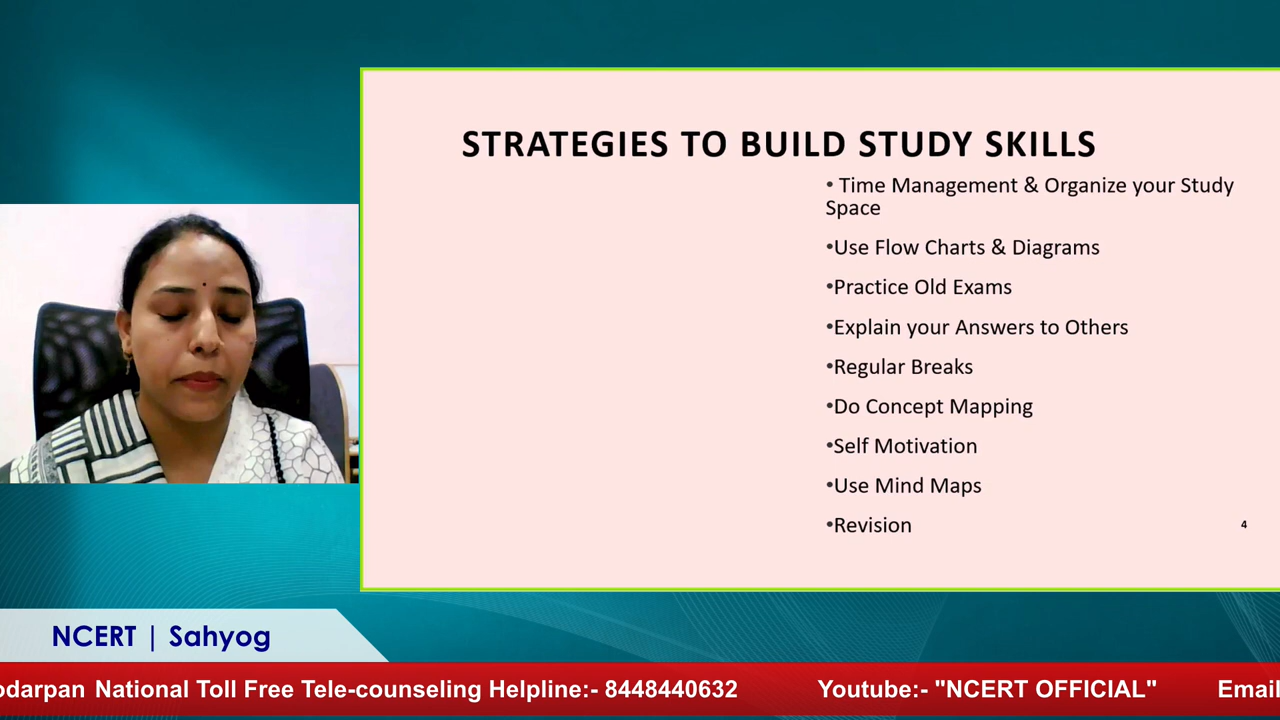 STRATEGIES TO BUILD STUDY SKILLS
• Time Management & Organize your Study
Space
•Use Flow Charts & Diagrams
•Practice Old Exams
•Explain your Answers to Others
•Regular Breaks
•Do Concept Mapping
•Self Motivation
•Use Mind Maps
•Revision
4
NCERT | Sahyog
odarpan National Toll Free Tele-counseling Helpline:- 8448440632 Youtube:- "NCERT OFFICIAL" Email